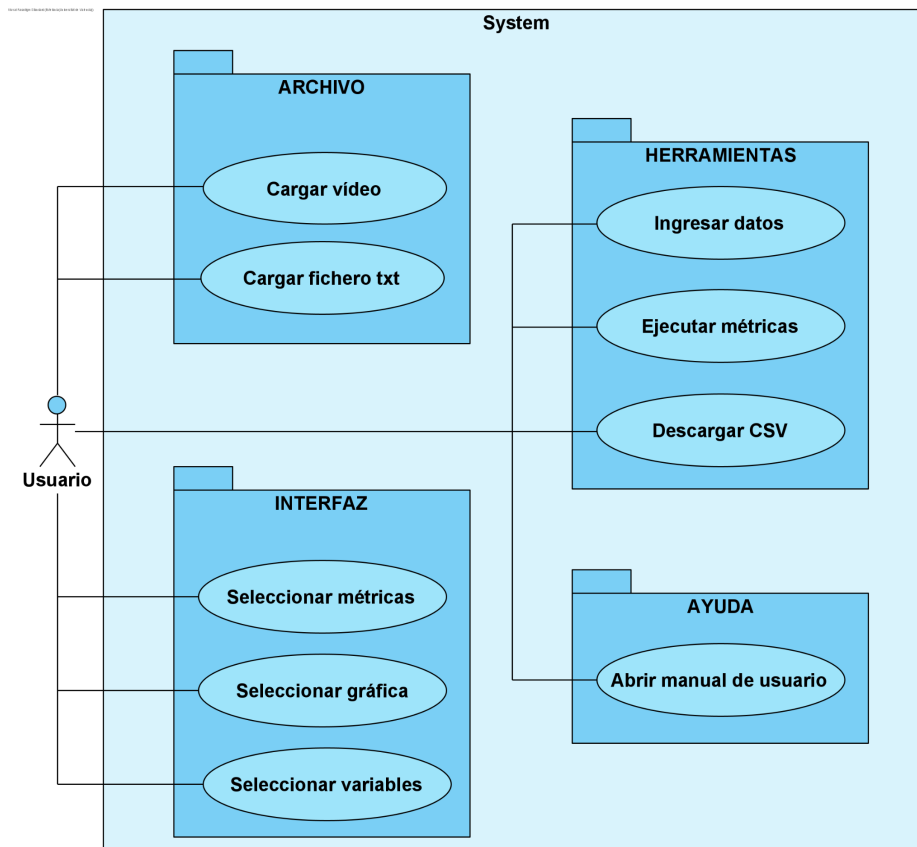 System
ARCHIVO
Cargar vídeo
Cargar fichero txt
HERRAMIENTAS
Ingresar datos
Ejecutar métricas
Descargar CSV
Usuario
INTERFAZ
Seleccionar métricas
Seleccionar gráfica
Seleccionar variables
AYUDA
Abrir manual de usuario